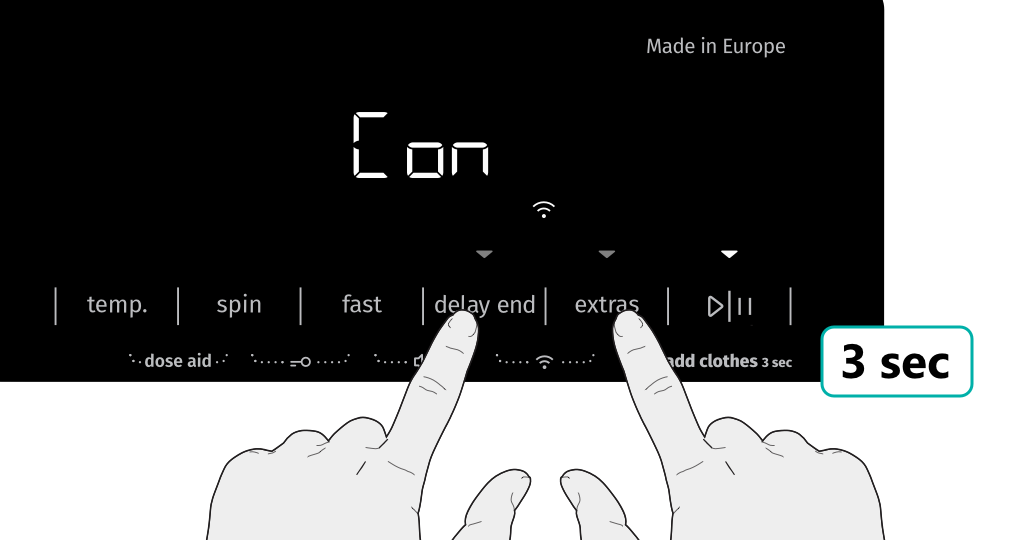 Made in Europe
Con
temp. spin fast delay end extras
dose aid add clothes 3 sec
3 sec